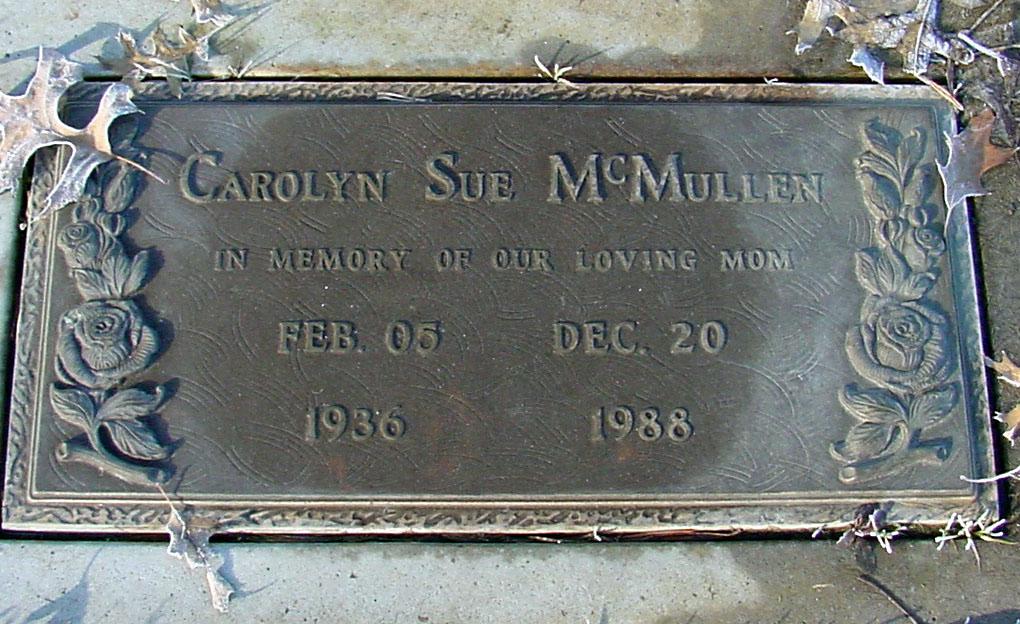 Carolyn Sue McMullen
IN MEMORY OF OUR LOVING MOM
FEB. 05 DEC. 20
1936 1988